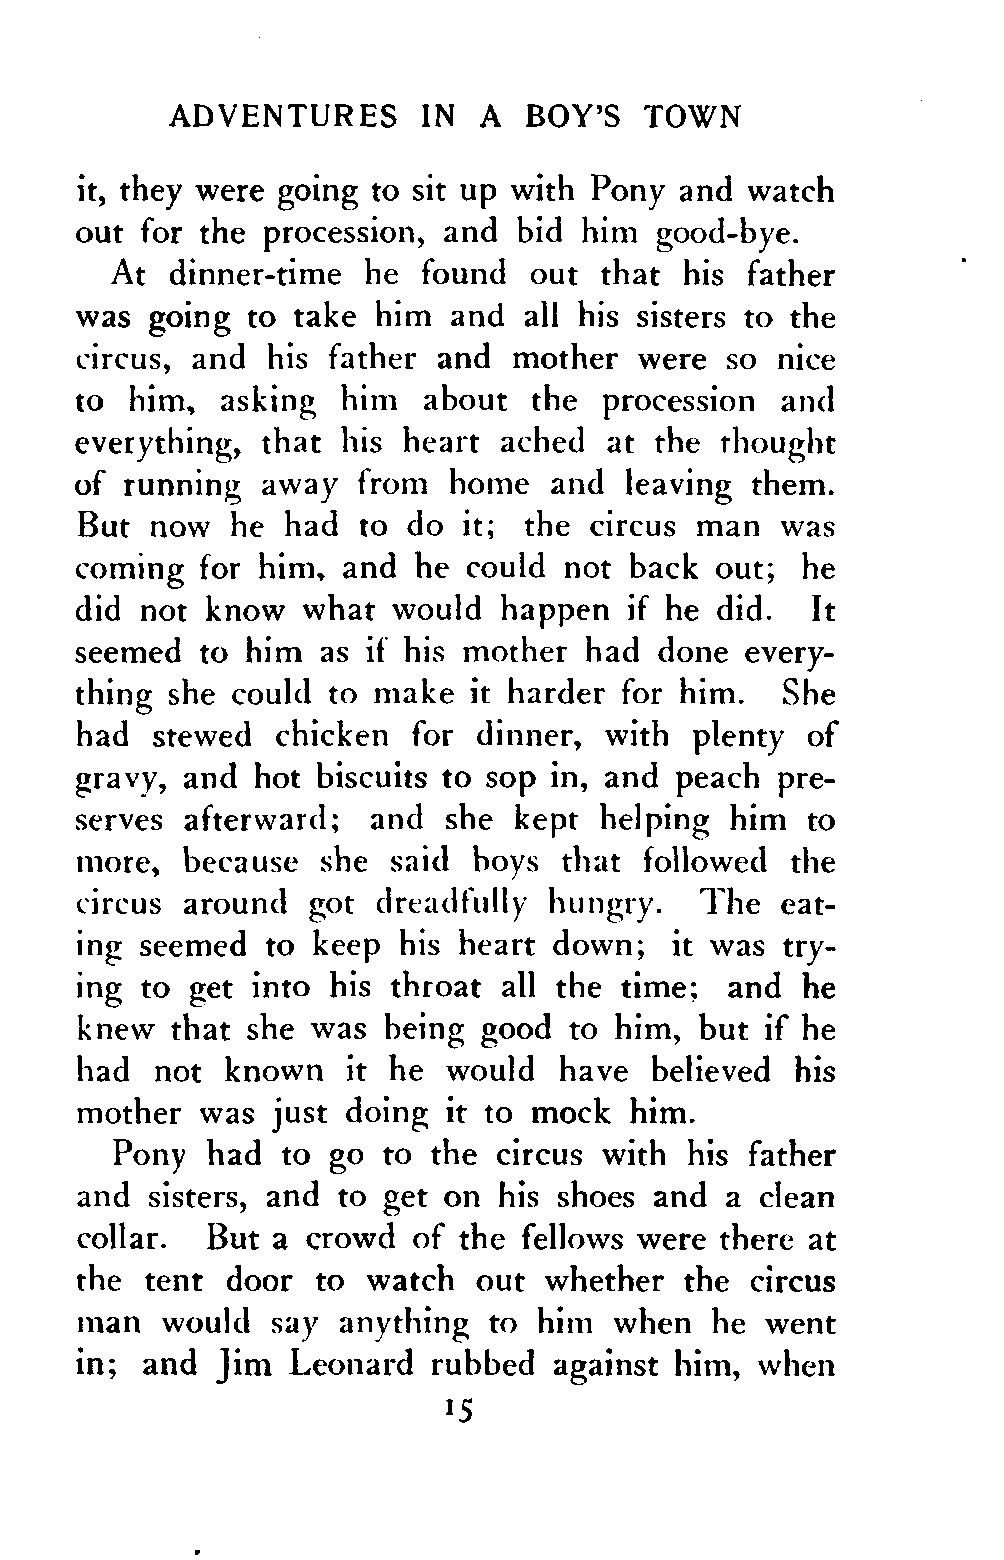 ADVENTURES IN A BOY'S TOWN
it, they were going to sit up with Pony and watch
out for the procession, and bid him good-bye.
At dinner-time he found out that his father
was going to take him and all his sisters to the
circus, and his father and mother were so nice
to him, asking him about the procession and
everything, that his heart ached at the thought
of running away from home and leaving them.
But now he had to do it; the circus man was
coming for him, and he could not back out; he
did not know what would happen if he did. It
seemed to him as if his mother had done every-
thing she could to make it harder for him. She
had stewed chicken for dinner, with plenty of
gravy, and hot biscuits to sop in, and peach pre-
serves afterward; and she kept helping him to
more, because she said boys that followed the
circus around got dreadfully hungry. The eat-
ing seemed to keep his heart down; it was try-
ing to get into his throat all the time; and he
knew that she was being good to him, but if he
had not known it he would have believed his
mother was just doing it to mock him.
Pony had to go to the circus with his father
and sisters, and to get on his shoes and a clean
collar. But a crowd of the fellows were there at
the tent door to watch out whether the circus
man would say anything to him when he went
in; and Jim Leonard rubbed against him, when
15